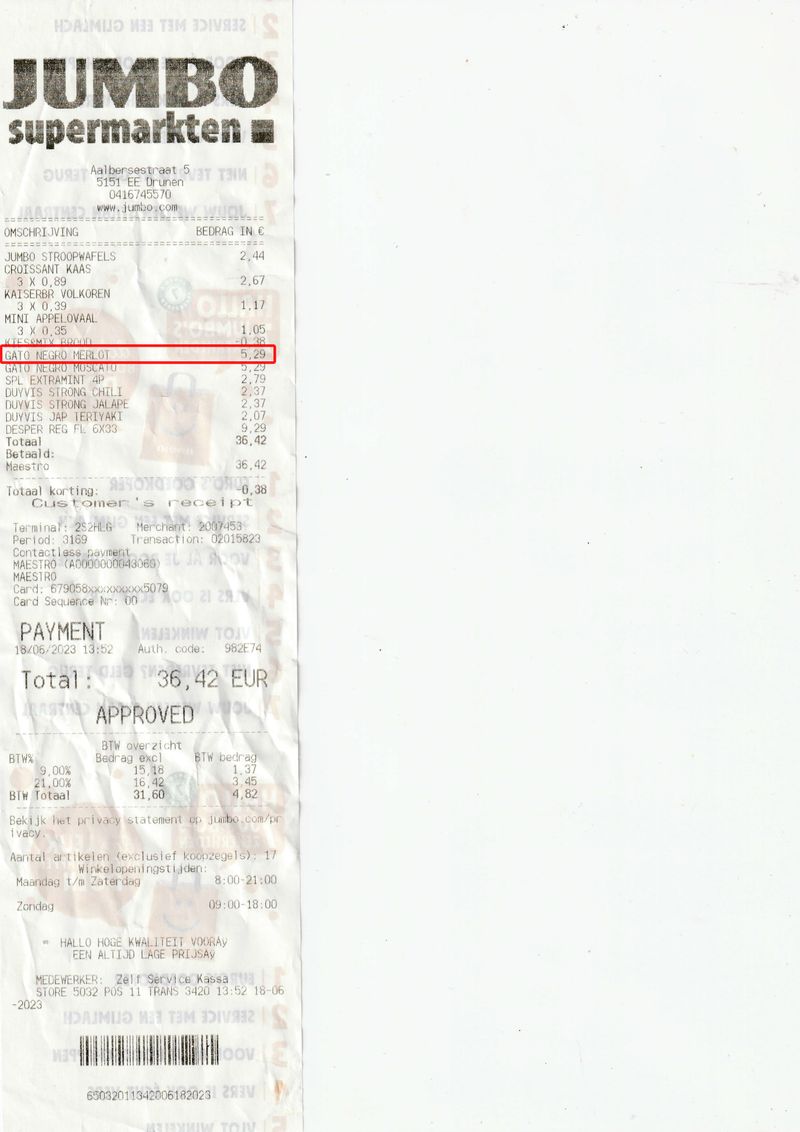 JUMBO
supermarkten
Aalbersestraat 5
5151 EE Drunen
0416745570
www.jumbo.com
OMSCHRIJVING BEDRAG IN €
JUMBO STROOPWAFELS 2,44
CROISSANT KAAS
3 X 0,89 2,67
KAISERBR VOLKOREN
3 X 0,39 1,17
MINI APPELOVAAL
3 X 0,35 1,05
KIES&MIX BROOD -0,38
GATO NEGRO MERLOT 5,29
GATO NEGRO MOSCATO 5,29
SPL EXTRAMINT 4P 2,79
DUYVIS STRONG CHILI 2,37
DUYVIS STRONG JALAPE 2,37
DUYVIS JAP TERIYAKI 2,07
DESPER REG FL 6X33 9,29
Totaal 36,42
Betaald:
Maestro 36,42
Totaal korting: -0,38
Customer's receipt
Terminal: 2S2HLG Merchant: 2007453
Period: 3169 Transaction: 02015823
Contactless payment
MAESTRO (A0000000043060)
MAESTRO
Card: 679058xxxxxxxxx5079
Card Sequence Nr: 00
PAYMENT
18/06/2023 13:52 Auth. code: 982E74
Total: 36,42 EUR
APPROVED
BTW overzicht
BTW% Bedrag excl BTW bedrag
9,00% 15,18 1,37
21,00% 16,42 3,45
BTW Totaal 31,60 4,82
Bekijk het privacy statement op jumbo.com/pr
ivacy.
Aantal artikelen (exclusief koopzegels): 17
Winkelopeningstijden:
Maandag t/m Zaterdag 8:00-21:00
Zondag 09:00-18:00
HALLO HOGE KWALITEIT VOORAy
EEN ALTIJD LAGE PRIJSAy
MEDEWERKER: Zelf Service Kassa
STORE 5032 POS 11 TRANS 3420 13:52 18-06
-2023
65032011342006182023